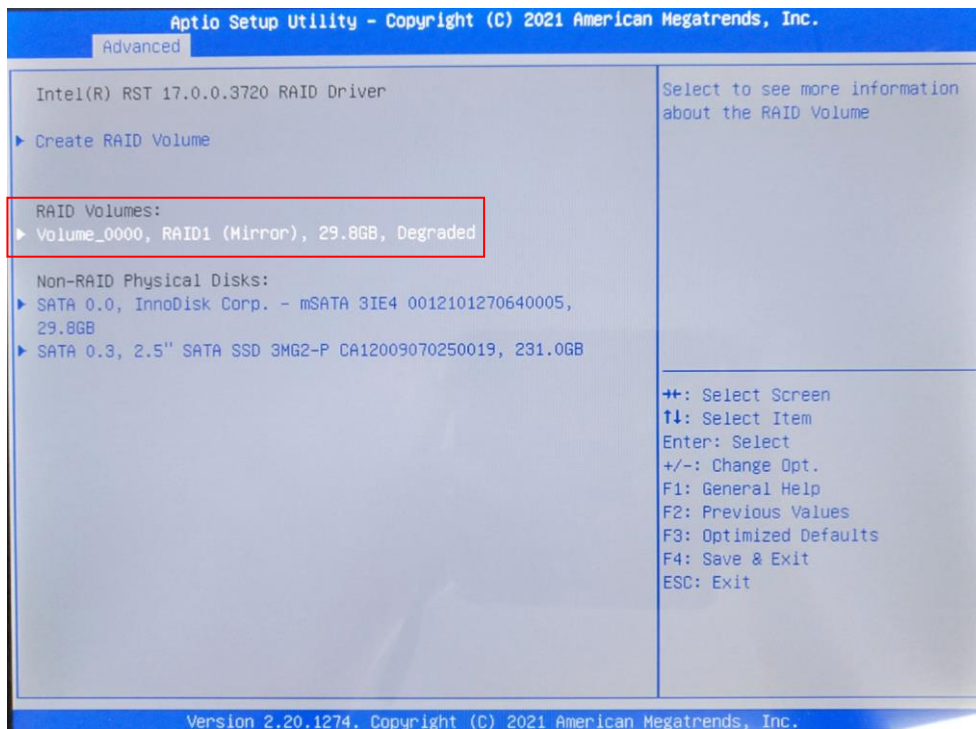 Aptio Setup Utility - Copyright (C) 2021 American Megatrends, Inc.
Advanced
Intel(R) RST 17.0.0.3720 RAID Driver
Create RAID Volume
RAID Volumes:
Volume_0000, RAID1 (Mirror), 29.8GB, Degraded
Non-RAID Physical Disks:
SATA 0.0, InnoDisk Corp. - mSATA 3IE4 0012101270640005,
29.8GB
SATA 0.3, 2.5" SATA SSD 3MG2-P CA12009070250019, 231.0GB
Select to see more information
about the RAID Volume
→←: Select Screen
↑↓: Select Item
Enter: Select
+/-: Change Opt.
F1: General Help
F2: Previous Values
F3: Optimized Defaults
F4: Save & Exit
ESC: Exit
Version 2.20.1274. Copyright (C) 2021 American Megatrends, Inc.